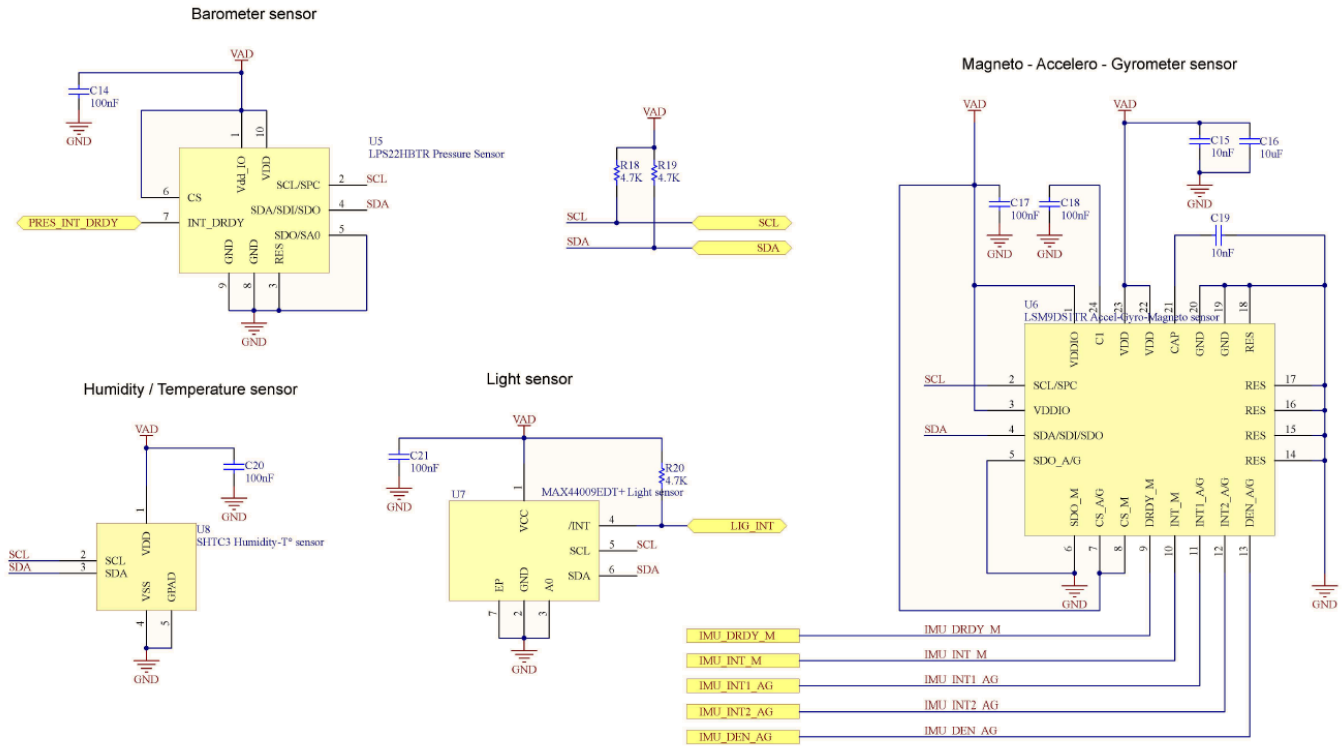 Barometer sensor
VAD
C14
100nF
GND
1
10
Vdd_IO
VDD
U5
LPS22HBTR Pressure Sensor
6
CS
SCL/SPC
2
SCL
SDA/SDI/SDO
4
SDA
PRES_INT_DRDY
7
INT_DRDY
SDO/SA0
5
GND
GND
RES
9
8
3
GND
VAD
R18
4.7K
R19
4.7K
SCL
SCL
SDA
SDA
Magneto - Accelero - Gyrometer sensor
VAD
VAD
C15
10nF
C16
10uF
GND
C17
100nF
C18
100nF
GND
GND
C19
10nF
U6
LSM9DS1TR Accel-Gyro-Magneto sensor
1
24
23
22
21
20
19
18
VDDIO
C1
VDD
VDD
CAP
GND
GND
RES
SCL
2
SCL/SPC
RES
17
3
VDDIO
RES
16
SDA
4
SDA/SDI/SDO
RES
15
5
SDO_A/G
RES
14
SDO_M
CS_A/G
CS_M
DRDY_M
INT_M
INT1_A/G
INT2_A/G
DEN_A/G
6
7
8
9
10
11
12
13
GND
GND
IMU_DRDY_M
IMU_DRDY_M
IMU_INT_M
IMU_INT_M
IMU_INT1_AG
IMU_INT1_AG
IMU_INT2_AG
IMU_INT2_AG
IMU_DEN_AG
IMU_DEN_AG
Humidity / Temperature sensor
VAD
C20
100nF
GND
1
U8
SHTC3 Humidity-T° sensor
VDD
SCL
2
SCL
SDA
3
SDA
VSS
GPAD
4
5
GND
Light sensor
VAD
C21
100nF
GND
R20
4.7K
1
U7
MAX44009EDT+ Light sensor
VCC
/INT
4
LIG_INT
SCL
5
SCL
SDA
6
SDA
EP
GND
A0
7
2
3
GND